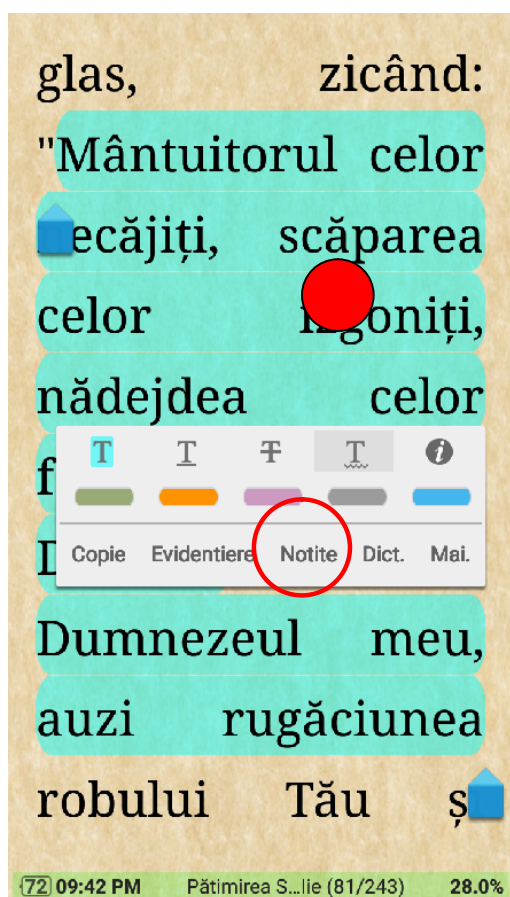 glas, zicând:
"Mântuitorul celor
necăjiți, scăparea
celor izgoniți,
nădejdea celor
T T T T i
f
Copie Evidentiere Notite Dict. Mai.
D
Dumnezeul meu,
auzi rugăciunea
robului Tău ș
72 09:42 PM Pătimirea S...lie (81/243) 28.0%